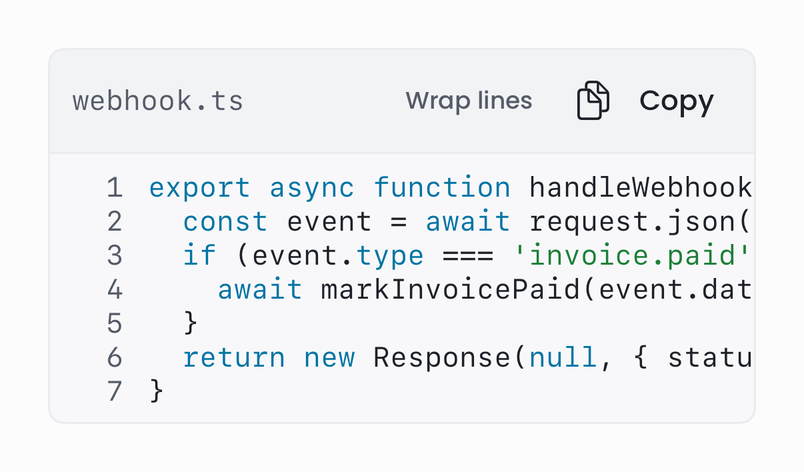 webhook.ts Wrap lines Copy
1 export async function handleWebhook
2   const event = await request.json(
3   if (event.type === 'invoice.paid'
4     await markInvoicePaid(event.dat
5   }
6   return new Response(null, { statu
7 }